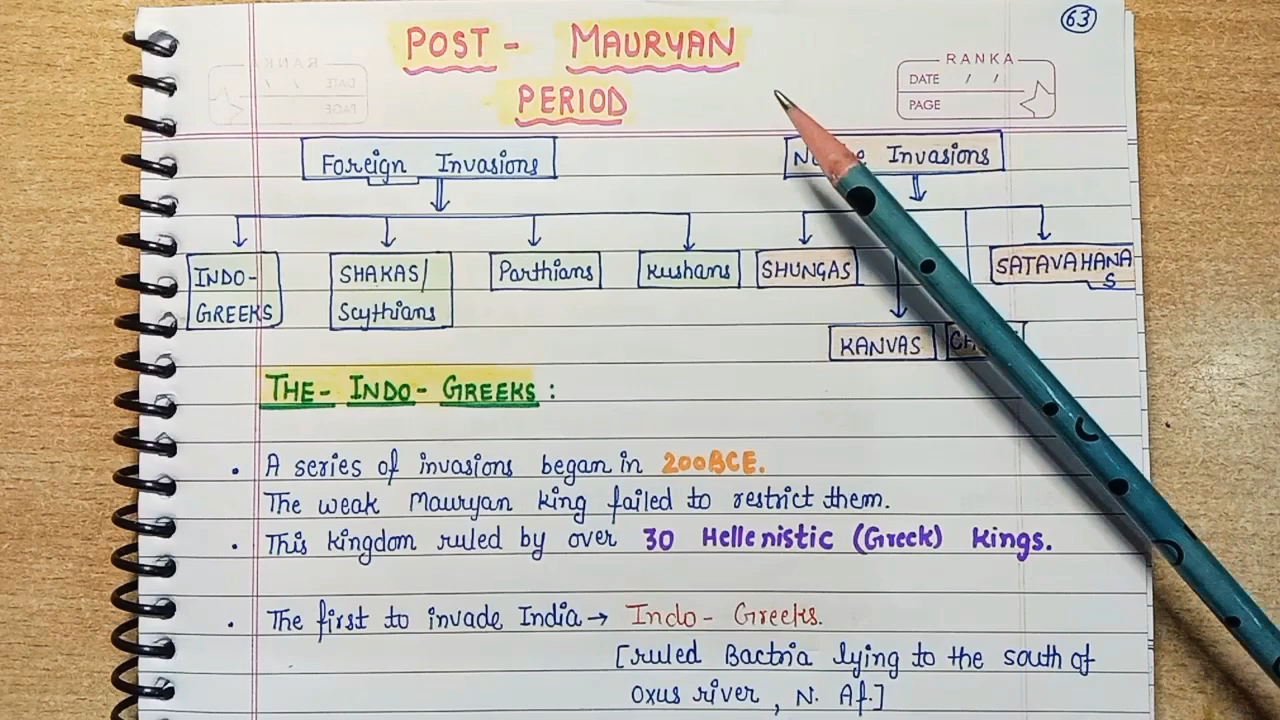 63
POST - MAURYAN
PERIOD
RANKA
DATE / /
PAGE
Foreign Invasions
Invasions
INDO-
GREEKS
SHAKAS/
Scythians
Parthians
Kushans
SHUNGAS
SATAVAHANA
S
KANVAS
THE- INDO- GREEKS :
. A series of invasions began in 200BCE.
The weak Mauryan king failed to restrict them.
. This kingdom ruled by over 30 Hellenistic (Greek) kings.
. The first to invade India → Indo- Greeks.
[ruled Bactria lying to the south of
Oxus river , N. Af.]